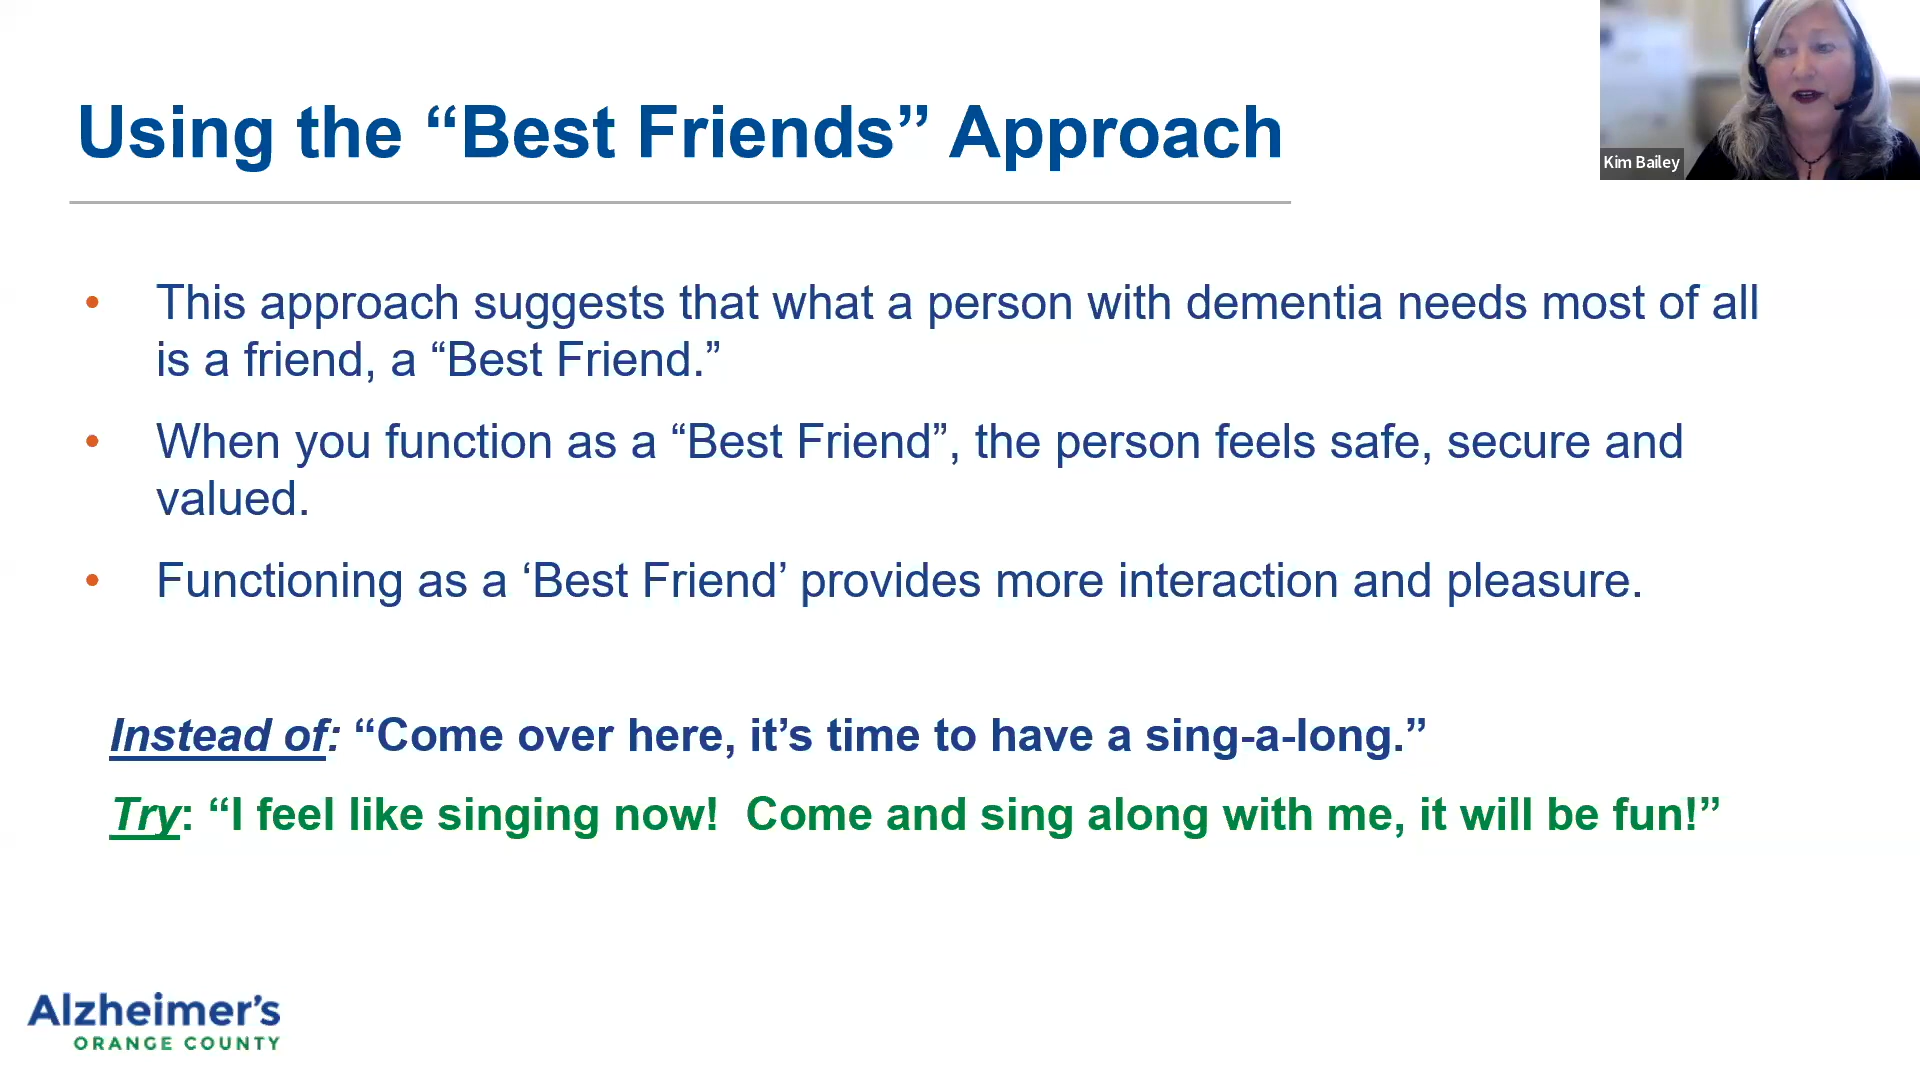 Using the “Best Friends” Approach
Kim Bailey
• This approach suggests that what a person with dementia needs most of all
is a friend, a “Best Friend.”
• When you function as a “Best Friend”, the person feels safe, secure and
valued.
• Functioning as a ‘Best Friend’ provides more interaction and pleasure.
Instead of: “Come over here, it’s time to have a sing-a-long.”
Try: “I feel like singing now!  Come and sing along with me, it will be fun!”
Alzheimer’s
ORANGE COUNTY